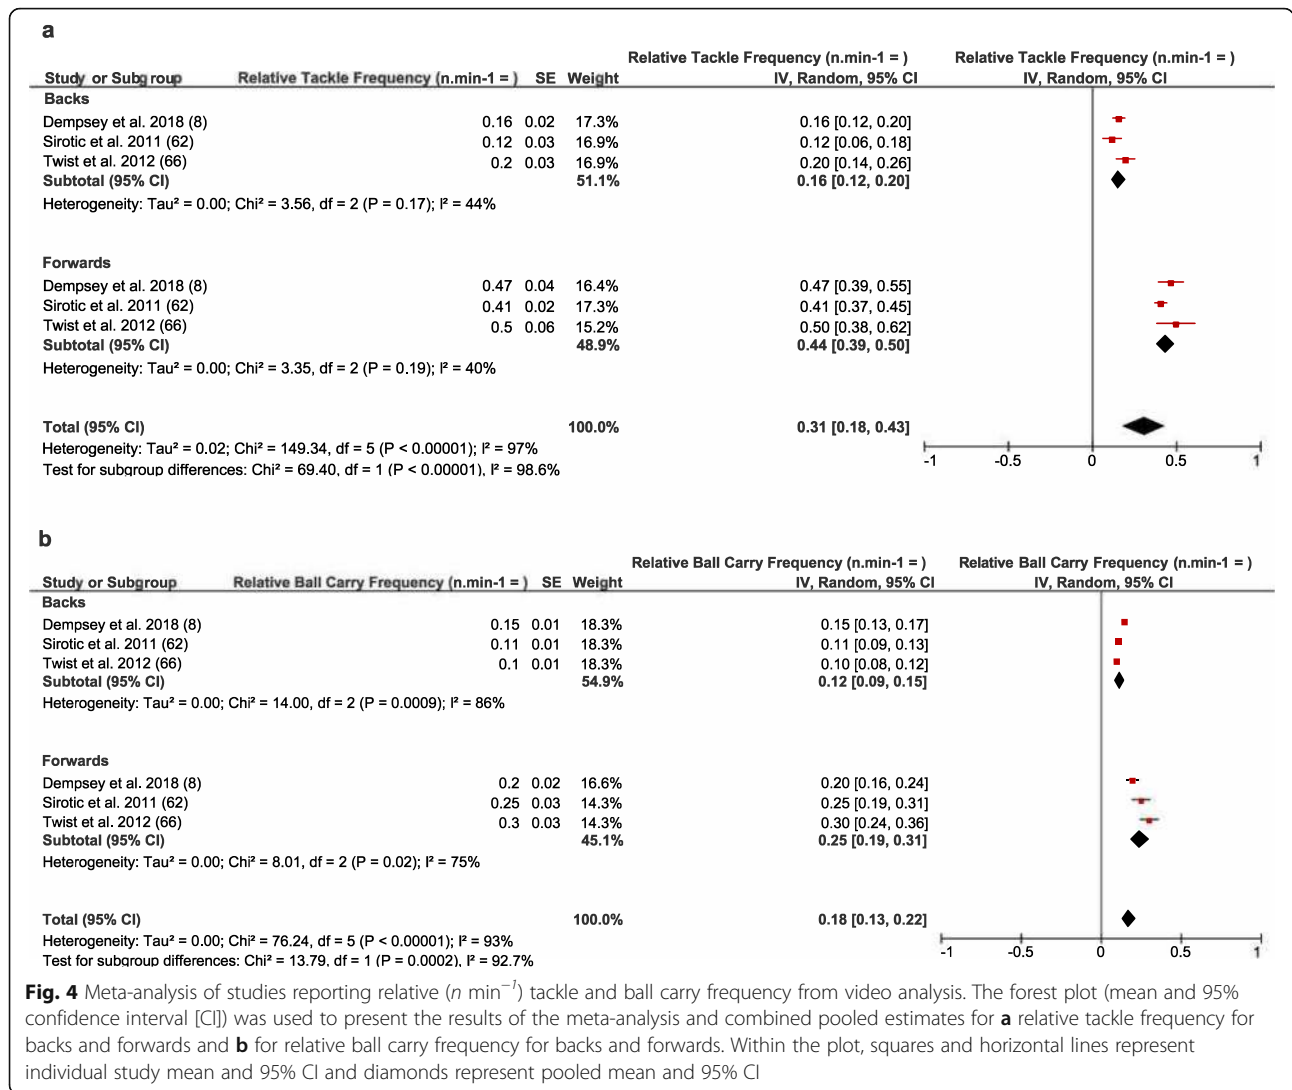 a
Relative Tackle Frequency (n.min-1 = ) Relative Tackle Frequency (n.min-1 = )
Study or Subgroup Relative Tackle Frequency (n.min-1 = ) SE Weight IV, Random, 95% CI IV, Random, 95% CI
Backs
Dempsey et al. 2018 (8) 0.16 0.02 17.3% 0.16 [0.12, 0.20]
Sirotic et al. 2011 (62) 0.12 0.03 16.9% 0.12 [0.06, 0.18]
Twist et al. 2012 (66) 0.2 0.03 16.9% 0.20 [0.14, 0.26]
Subtotal (95% CI) 51.1% 0.16 [0.12, 0.20]
Heterogeneity: Tau² = 0.00; Chi² = 3.56, df = 2 (P = 0.17); I² = 44%
Forwards
Dempsey et al. 2018 (8) 0.47 0.04 16.4% 0.47 [0.39, 0.55]
Sirotic et al. 2011 (62) 0.41 0.02 17.3% 0.41 [0.37, 0.45]
Twist et al. 2012 (66) 0.5 0.06 15.2% 0.50 [0.38, 0.62]
Subtotal (95% CI) 48.9% 0.44 [0.39, 0.50]
Heterogeneity: Tau² = 0.00; Chi² = 3.35, df = 2 (P = 0.19); I² = 40%
Total (95% CI) 100.0% 0.31 [0.18, 0.43]
Heterogeneity: Tau² = 0.02; Chi² = 149.34, df = 5 (P < 0.00001); I² = 97%
Test for subgroup differences: Chi² = 69.40, df = 1 (P < 0.00001), I² = 98.6%
-1 -0.5 0 0.5 1
b
Relative Ball Carry Frequency (n.min-1 = ) Relative Ball Carry Frequency (n.min-1 = )
Study or Subgroup Relative Ball Carry Frequency (n.min-1 = ) SE Weight IV, Random, 95% CI IV, Random, 95% CI
Backs
Dempsey et al. 2018 (8) 0.15 0.01 18.3% 0.15 [0.13, 0.17]
Sirotic et al. 2011 (62) 0.11 0.01 18.3% 0.11 [0.09, 0.13]
Twist et al. 2012 (66) 0.1 0.01 18.3% 0.10 [0.08, 0.12]
Subtotal (95% CI) 54.9% 0.12 [0.09, 0.15]
Heterogeneity: Tau² = 0.00; Chi² = 14.00, df = 2 (P = 0.0009); I² = 86%
Forwards
Dempsey et al. 2018 (8) 0.2 0.02 16.6% 0.20 [0.16, 0.24]
Sirotic et al. 2011 (62) 0.25 0.03 14.3% 0.25 [0.19, 0.31]
Twist et al. 2012 (66) 0.3 0.03 14.3% 0.30 [0.24, 0.36]
Subtotal (95% CI) 45.1% 0.25 [0.19, 0.31]
Heterogeneity: Tau² = 0.00; Chi² = 8.01, df = 2 (P = 0.02); I² = 75%
Total (95% CI) 100.0% 0.18 [0.13, 0.22]
Heterogeneity: Tau² = 0.00; Chi² = 76.24, df = 5 (P < 0.00001); I² = 93%
Test for subgroup differences: Chi² = 13.79, df = 1 (P = 0.0002), I² = 92.7%
-1 -0.5 0 0.5 1
Fig. 4 Meta-analysis of studies reporting relative (n min⁻¹) tackle and ball carry frequency from video analysis. The forest plot (mean and 95%
confidence interval [CI]) was used to present the results of the meta-analysis and combined pooled estimates for a relative tackle frequency for
backs and forwards and b for relative ball carry frequency for backs and forwards. Within the plot, squares and horizontal lines represent
individual study mean and 95% CI and diamonds represent pooled mean and 95% CI